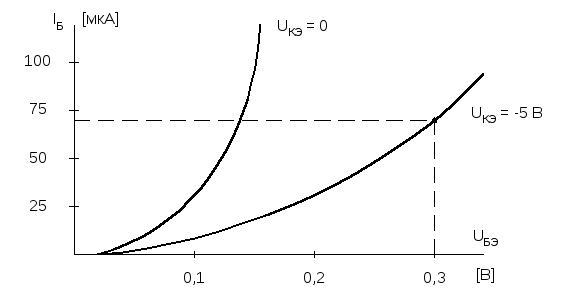 IБ [мкА]
UКЭ = 0
100
75
UКЭ = -5 В
50
25
UБЭ
0,1 0,2 0,3 [В]